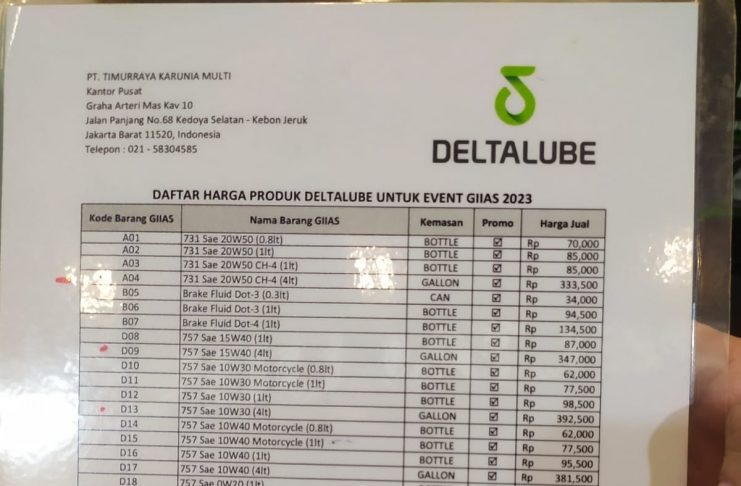 PT. TIMURRAYA KARUNIA MULTI
Kantor Pusat
Graha Arteri Mas Kav 10
Jalan Panjang No.68 Kedoya Selatan - Kebon Jeruk
Jakarta Barat 11520, Indonesia
Telepon : 021 - 58304585
DELTALUBE
DAFTAR HARGA PRODUK DELTALUBE UNTUK EVENT GIIAS 2023
Kode Barang GIIAS Nama Barang GIIAS Kemasan Promo Harga Jual
A01 731 Sae 20W50 (0.8lt) BOTTLE ☑ Rp 70,000
A02 731 Sae 20W50 (1lt) BOTTLE ☑ Rp 85,000
A03 731 Sae 20W50 CH-4 (1lt) BOTTLE ☑ Rp 85,000
A04 731 Sae 20W50 CH-4 (4lt) GALLON ☑ Rp 333,500
B05 Brake Fluid Dot-3 (0.3lt) CAN ☑ Rp 34,000
B06 Brake Fluid Dot-3 (1lt) BOTTLE ☑ Rp 94,500
B07 Brake Fluid Dot-4 (1lt) BOTTLE ☑ Rp 134,500
D08 757 Sae 15W40 (1lt) BOTTLE ☑ Rp 87,000
D09 757 Sae 15W40 (4lt) GALLON ☑ Rp 347,000
D10 757 Sae 10W30 Motorcycle (0.8lt) BOTTLE ☑ Rp 62,000
D11 757 Sae 10W30 Motorcycle (1lt) BOTTLE ☑ Rp 77,500
D12 757 Sae 10W30 (1lt) BOTTLE ☑ Rp 98,500
D13 757 Sae 10W30 (4lt) GALLON ☑ Rp 392,500
D14 757 Sae 10W40 Motorcycle (0.8lt) BOTTLE ☑ Rp 62,000
D15 757 Sae 10W40 Motorcycle (1lt) BOTTLE ☑ Rp 77,500
D16 757 Sae 10W40 (1lt) BOTTLE ☑ Rp 95,500
D17 757 Sae 10W40 (4lt) GALLON ☑ Rp 381,500
D18 757 Sae 0W20 (1lt)